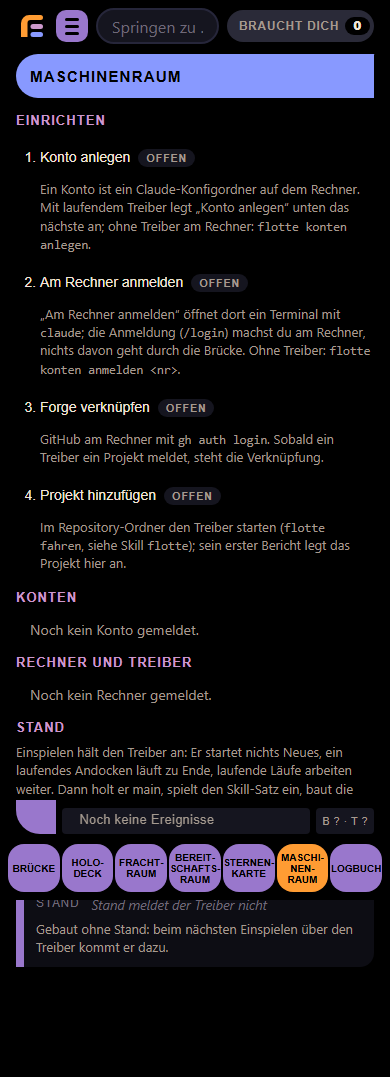 Springen zu .
BRAUCHT DICH 0
MASCHINENRAUM
EINRICHTEN
1. Konto anlegen OFFEN
Ein Konto ist ein Claude-Konfigordner auf dem Rechner.
Mit laufendem Treiber legt „Konto anlegen“ unten das
nächste an; ohne Treiber am Rechner: flotte konten
anlegen.
2. Am Rechner anmelden OFFEN
„Am Rechner anmelden“ öffnet dort ein Terminal mit
claude; die Anmeldung (/login) machst du am Rechner,
nichts davon geht durch die Brücke. Ohne Treiber: flotte
konten anmelden <nr>.
3. Forge verknüpfen OFFEN
GitHub am Rechner mit gh auth login. Sobald ein
Treiber ein Projekt meldet, steht die Verknüpfung.
4. Projekt hinzufügen OFFEN
Im Repository-Ordner den Treiber starten (flotte
fahren, siehe Skill flotte); sein erster Bericht legt das
Projekt hier an.
KONTEN
Noch kein Konto gemeldet.
RECHNER UND TREIBER
Noch kein Rechner gemeldet.
STAND
Einspielen hält den Treiber an: Er startet nichts Neues, ein
laufendes Andocken läuft zu Ende, laufende Läufe arbeiten
weiter. Dann holt er main, spielt den Skill-Satz ein, baut die
Noch keine Ereignisse
B ? · T ?
BRÜCKE
HOLO-
DECK
FRACHT-
RAUM
BEREIT-
SCHAFTS-
RAUM
STERNEN-
KARTE
MASCHI-
NEN-
RAUM
LOGBUCH
STAND Stand meldet der Treiber nicht
Gebaut ohne Stand: beim nächsten Einspielen über den
Treiber kommt er dazu.